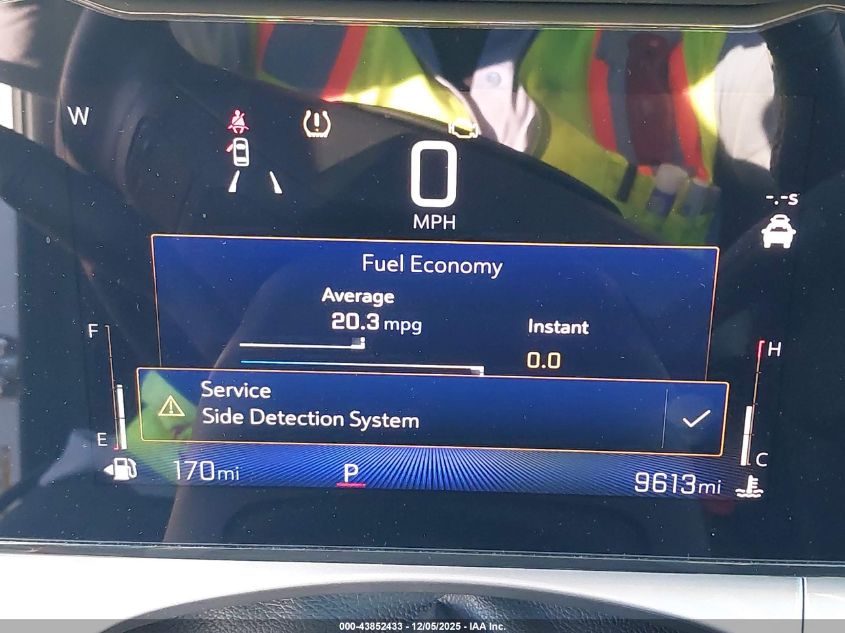 W
0
MPH
-.-s
Fuel Economy
Average
20.3 mpg
Instant
0.0
F
H
Service
Side Detection System
E
C
170mi
P
9613mi
000-43852433 - 12/05/2025 - IAA Inc.